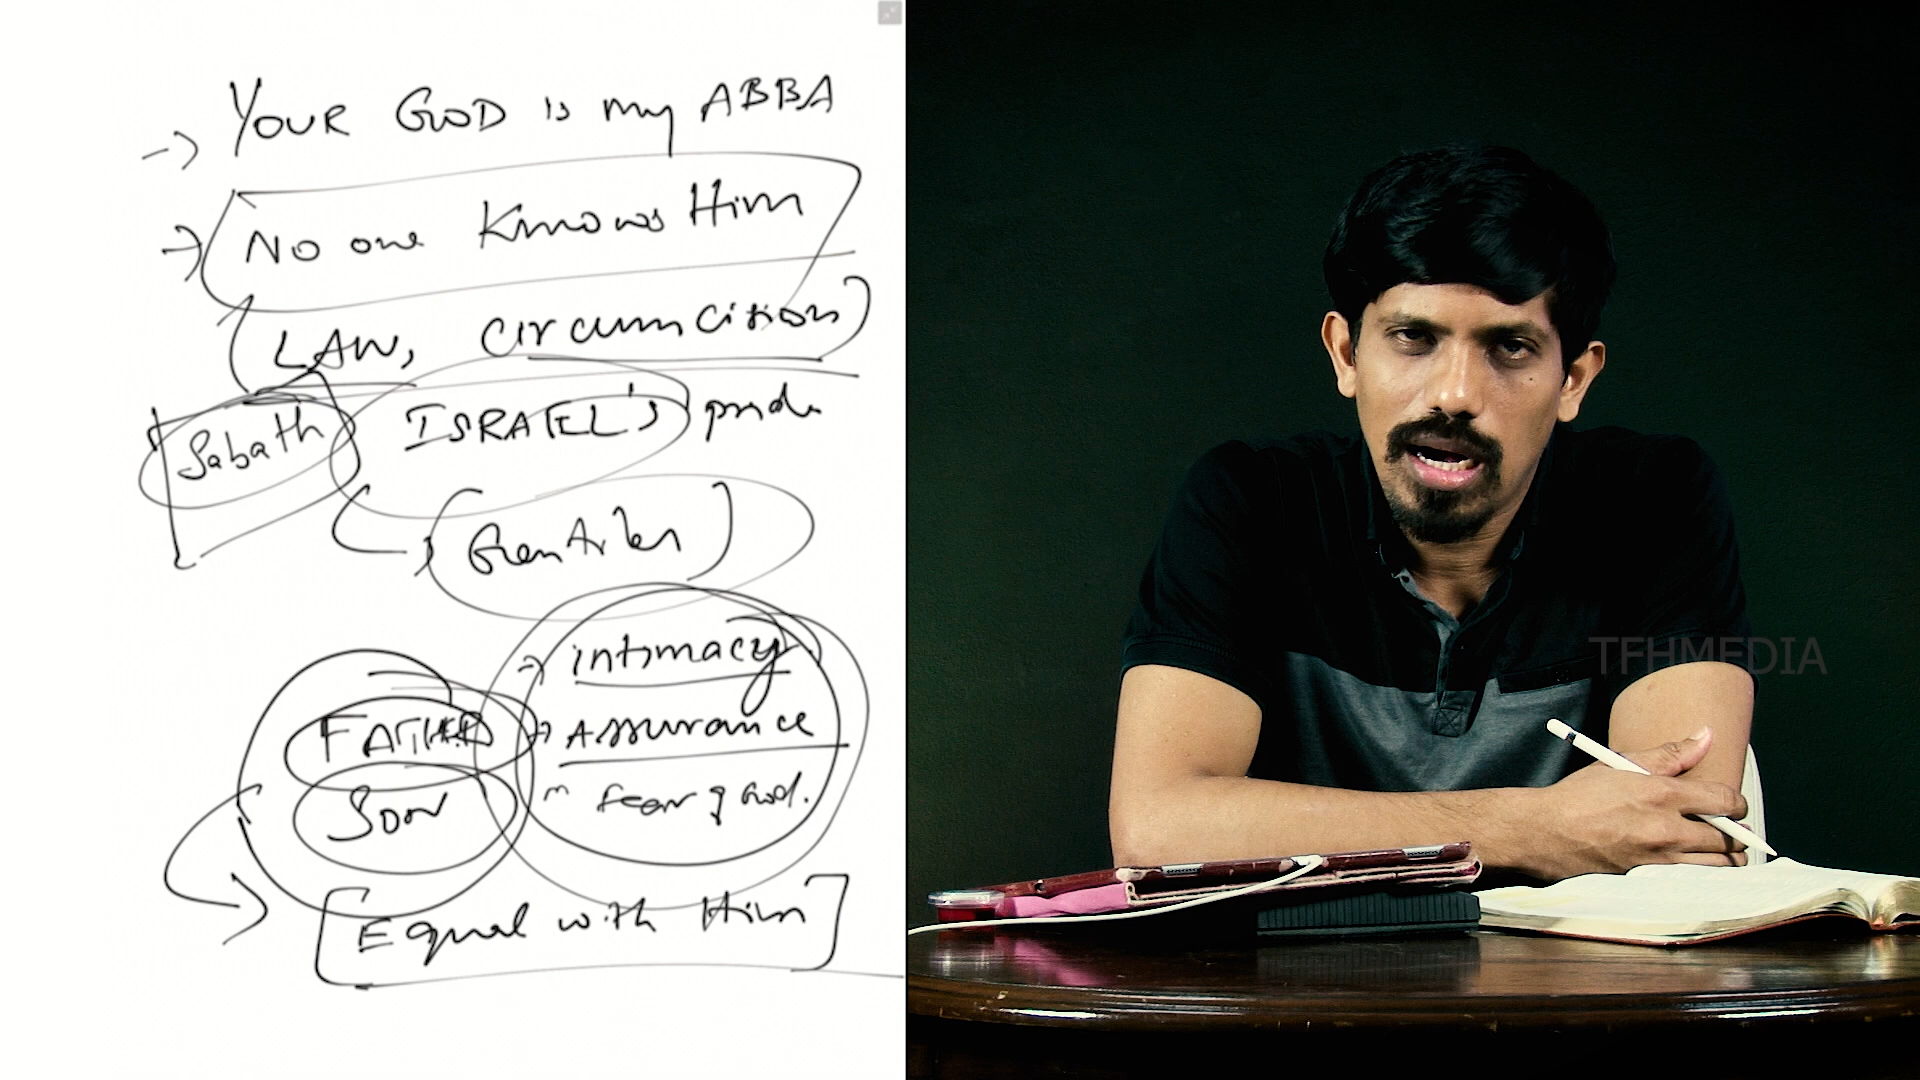 → YOUR GOD is my ABBA
→ No one Knows Him
(LAW, Circumcition)
Sabath ISRAEL'S pride
(Gentiles)
→ intimacy
FATHER → Assurance
SON " fear of God.
[Equal with Him]
TFHMEDIA